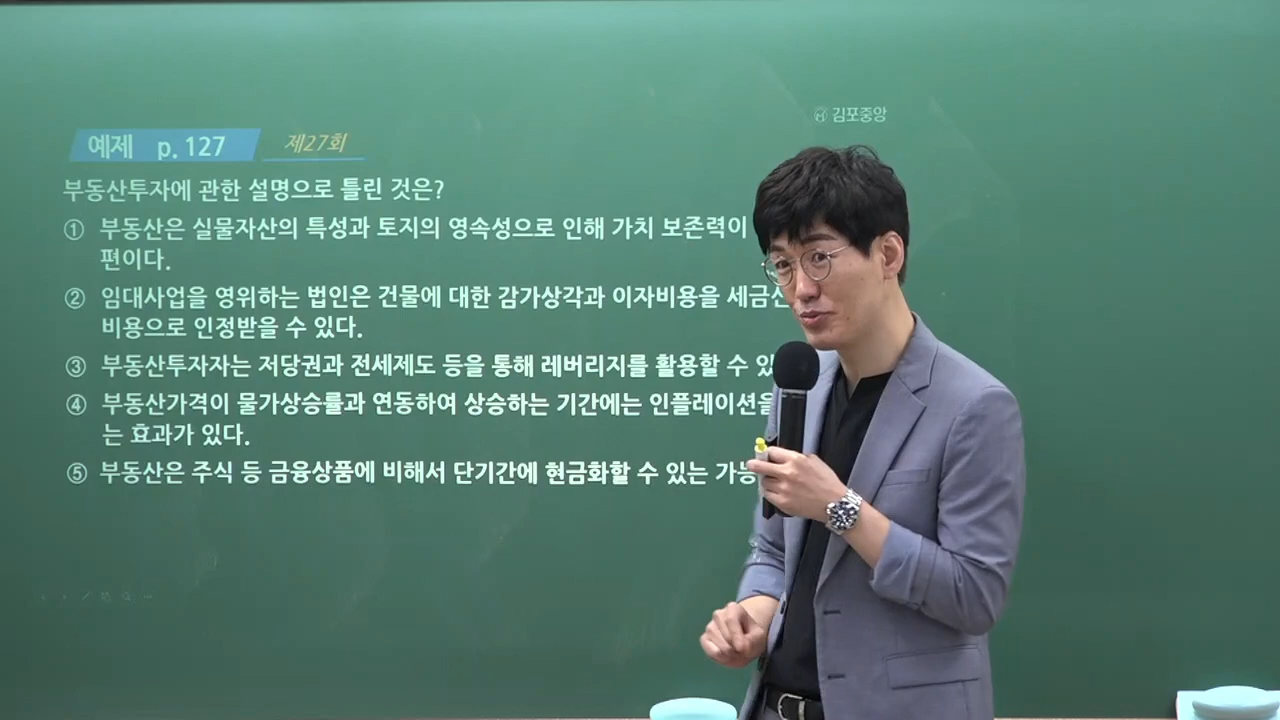 김포중앙
예제 p. 127 제27회
부동산투자에 관한 설명으로 틀린 것은?
① 부동산은 실물자산의 특성과 토지의 영속성으로 인해 가치 보존력이
편이다.
② 임대사업을 영위하는 법인은 건물에 대한 감가상각과 이자비용을
비용으로 인정받을 수 있다.
③ 부동산투자자는 저당권과 전세제도 등을 통해 레버리지를 활용할 수
④ 부동산가격이 물가상승률과 연동하여 상승하는 기간에는 인플레이션을
는 효과가 있다.
⑤ 부동산은 주식 등 금융상품에 비해서 단기간에 현금화할 수 있는